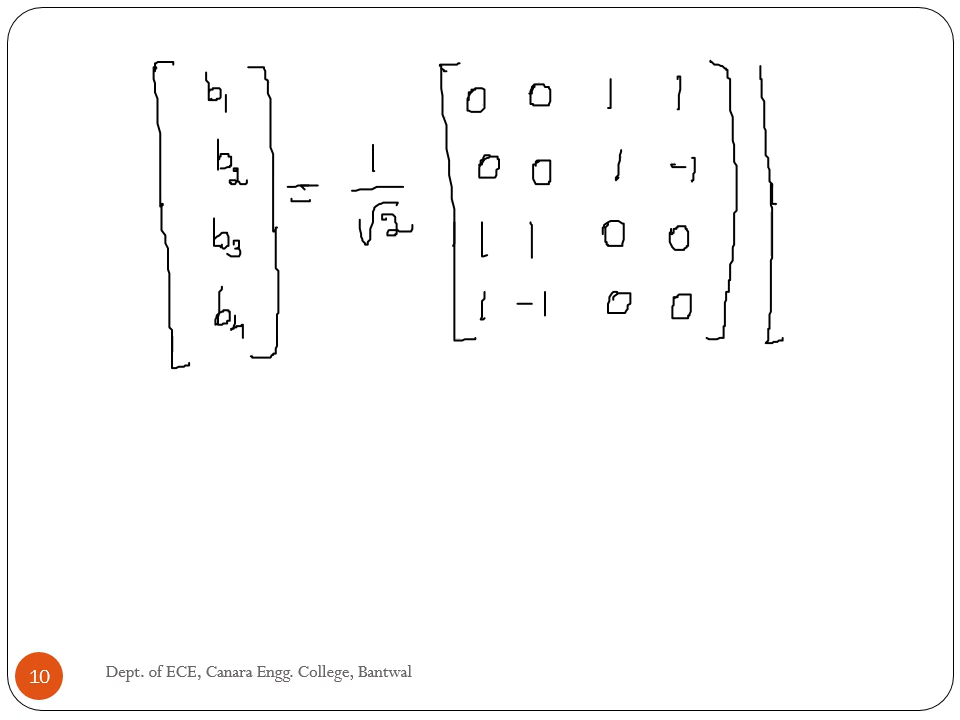 b1 0 0 1 1
b2 = 1/√2 0 0 1 -1
b3 1 1 0 0
b4 1 -1 0 0
10 Dept. of ECE, Canara Engg. College, Bantwal